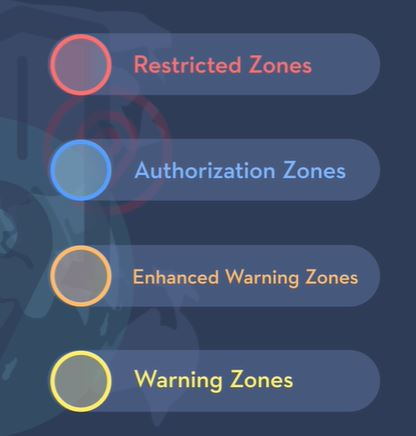 Restricted Zones
Authorization Zones
Enhanced Warning Zones
Warning Zones